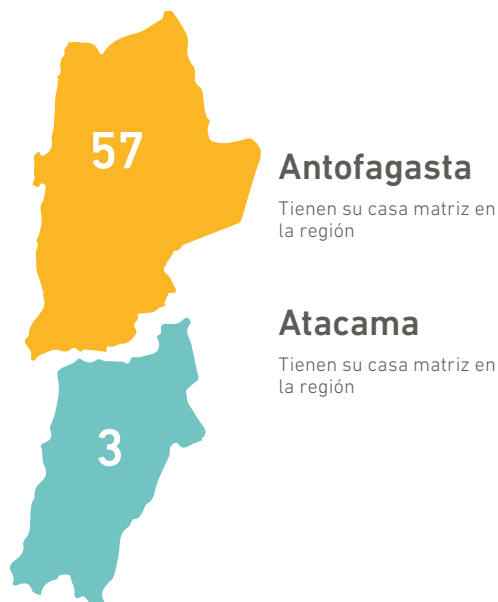 57
Antofagasta
Tienen su casa matriz en
la región
Atacama
Tienen su casa matriz en
la región
3